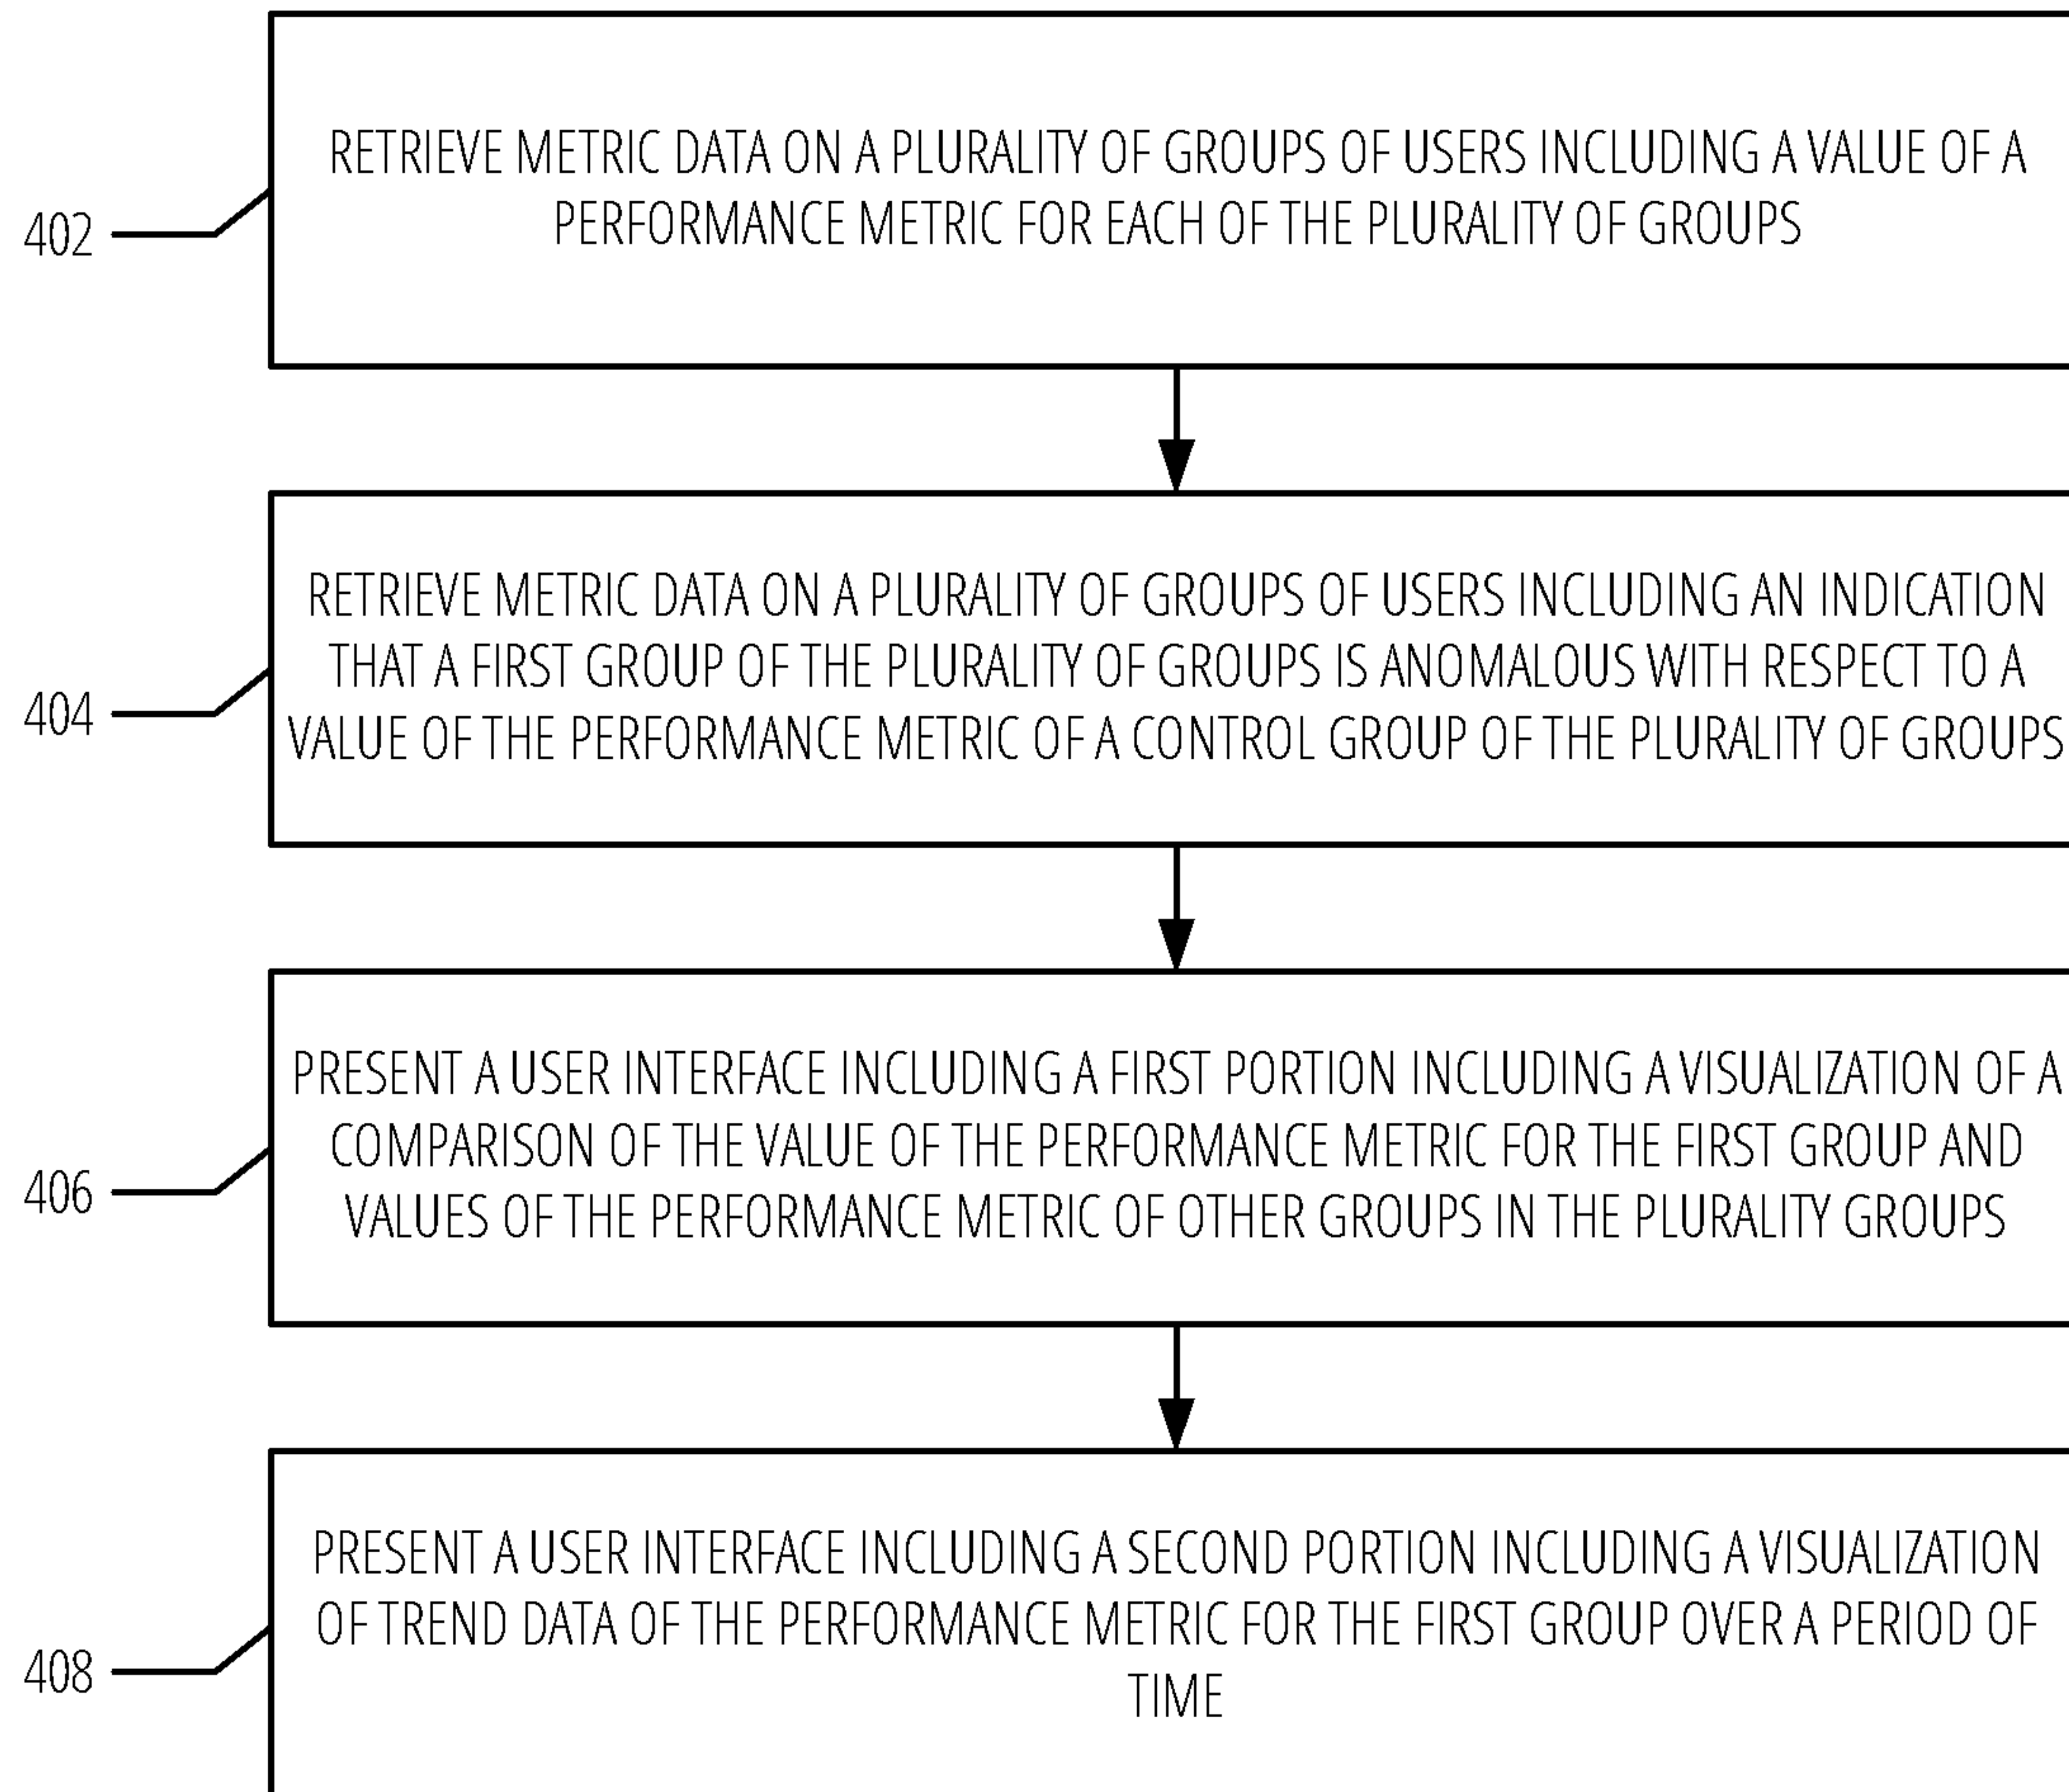 RETRIEVE METRIC DATA ON A PLURALITY OF GROUPS OF USERS INCLUDING A VALUE OF A
PERFORMANCE METRIC FOR EACH OF THE PLURALITY OF GROUPS
402
RETRIEVE METRIC DATA ON A PLURALITY OF GROUPS OF USERS INCLUDING AN INDICATION
THAT A FIRST GROUP OF THE PLURALITY OF GROUPS IS ANOMALOUS WITH RESPECT TO A
VALUE OF THE PERFORMANCE METRIC OF A CONTROL GROUP OF THE PLURALITY OF GROUPS
404
PRESENT A USER INTERFACE INCLUDING A FIRST PORTION INCLUDING A VISUALIZATION OF A
COMPARISON OF THE VALUE OF THE PERFORMANCE METRIC FOR THE FIRST GROUP AND
VALUES OF THE PERFORMANCE METRIC OF OTHER GROUPS IN THE PLURALITY GROUPS
406
PRESENT A USER INTERFACE INCLUDING A SECOND PORTION INCLUDING A VISUALIZATION
OF TREND DATA OF THE PERFORMANCE METRIC FOR THE FIRST GROUP OVER A PERIOD OF
TIME
408